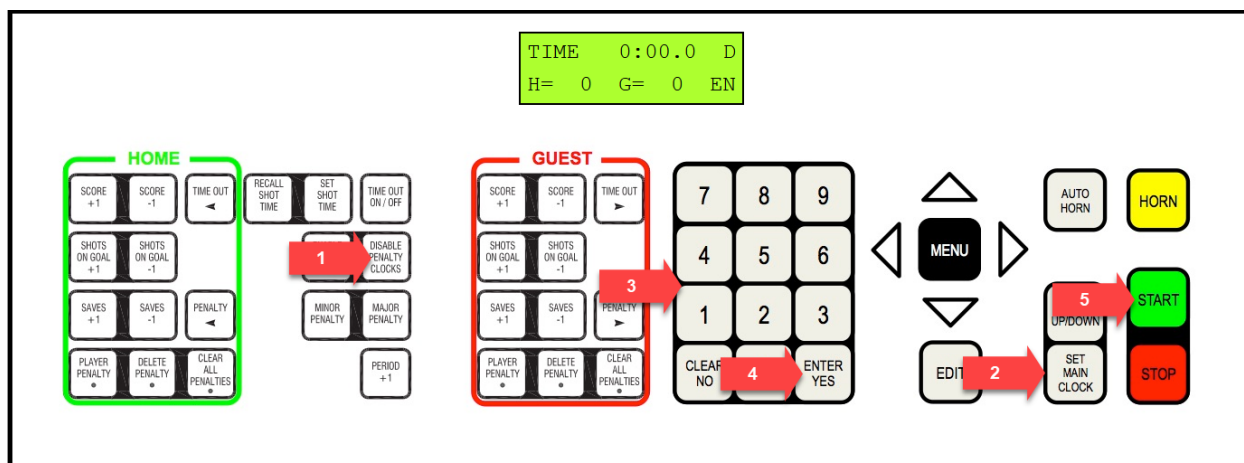 TIME 0:00.0 D
H= 0 G= 0 EN
HOME
SCORE
+1
SCORE
-1
TIME OUT
◄
RECALL
SHOT
TIME
SET
SHOT
TIME
TIME OUT
ON / OFF
SHOTS
ON GOAL
+1
SHOTS
ON GOAL
-1
1
DISABLE
PENALTY
CLOCKS
SAVES
+1
SAVES
-1
PENALTY
◄
MINOR
PENALTY
MAJOR
PENALTY
PLAYER
PENALTY
●
DELETE
PENALTY
●
CLEAR
ALL
PENALTIES
●
PERIOD
+1
GUEST
SCORE
+1
SCORE
-1
TIME OUT
►
SHOTS
ON GOAL
+1
SHOTS
ON GOAL
-1
SAVES
+1
SAVES
-1
PENALTY
►
PLAYER
PENALTY
●
DELETE
PENALTY
●
CLEAR
ALL
PENALTIES
●
3
7
8
9
4
5
6
1
2
3
CLEAR
NO
4
ENTER
YES
MENU
EDIT
2
AUTO
HORN
HORN
5
UP/DOWN
START
SET
MAIN
CLOCK
STOP